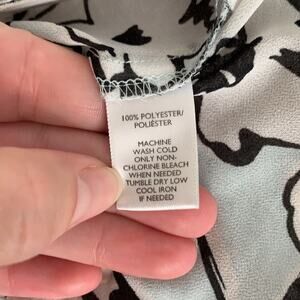 100% POLYESTER/
POLIÉSTER
MACHINE
WASH COLD
ONLY NON-
CHLORINE BLEACH
WHEN NEEDED
TUMBLE DRY LOW
COOL IRON
IF NEEDED